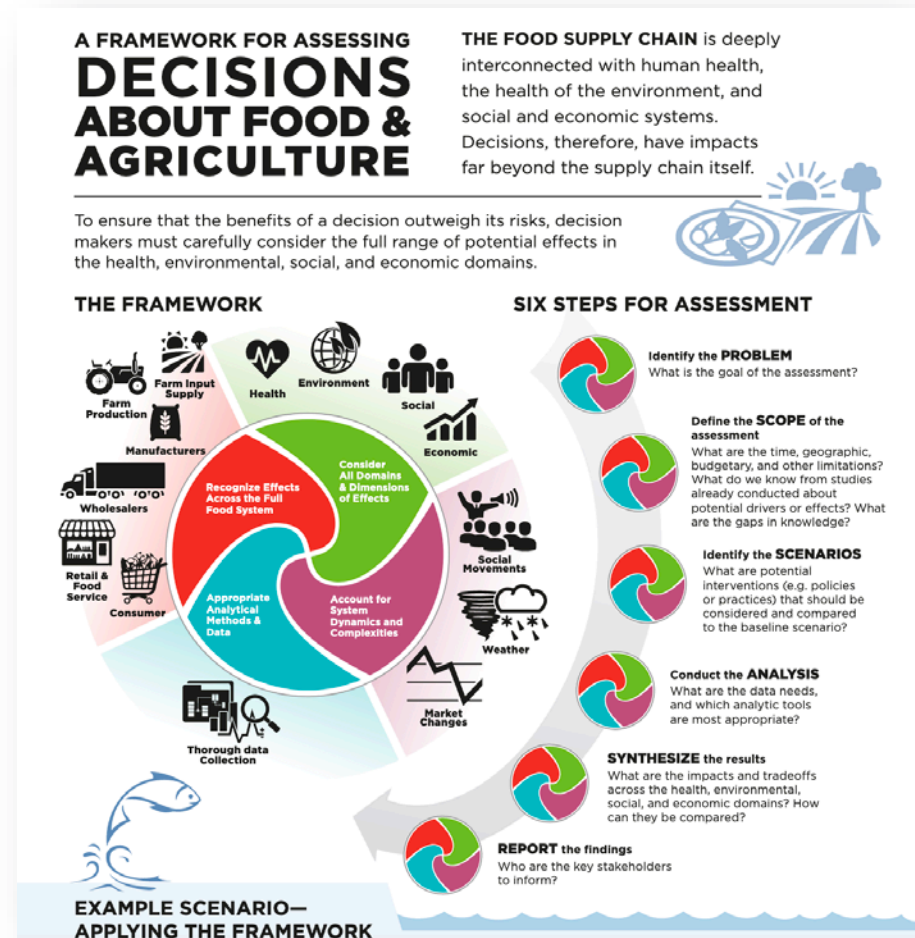 A FRAMEWORK FOR ASSESSING
DECISIONS
ABOUT FOOD &
AGRICULTURE
THE FOOD SUPPLY CHAIN is deeply
interconnected with human health,
the health of the environment, and
social and economic systems.
Decisions, therefore, have impacts
far beyond the supply chain itself.
To ensure that the benefits of a decision outweigh its risks, decision
makers must carefully consider the full range of potential effects in
the health, environmental, social, and economic domains.
THE FRAMEWORK
Farm
Production
Farm Input
Supply
Manufacturers
Wholesalers
Retail &
Food
Service
Consumer
Health
Environment
Social
Economic
Recognize Effects
Across the Full
Food System
Consider
All Domains
& Dimensions
of Effects
Appropriate
Analytical
Methods &
Data
Account for
System
Dynamics and
Complexities
Social
Movements
Weather
Market
Changes
Thorough data
Collection
SIX STEPS FOR ASSESSMENT
Identify the PROBLEM
What is the goal of the assessment?
Define the SCOPE of the
assessment
What are the time, geographic,
budgetary, and other limitations?
What do we know from studies
already conducted about
potential drivers or effects? What
are the gaps in knowledge?
Identify the SCENARIOS
What are potential
interventions (e.g. policies
or practices) that should be
considered and compared
to the baseline scenario?
Conduct the ANALYSIS
What are the data needs,
and which analytic tools
are most appropriate?
SYNTHESIZE the results
What are the impacts and tradeoffs
across the health, environmental,
social, and economic domains? How
can they be compared?
REPORT the findings
Who are the key stakeholders
to inform?
EXAMPLE SCENARIO—
APPLYING THE FRAMEWORK